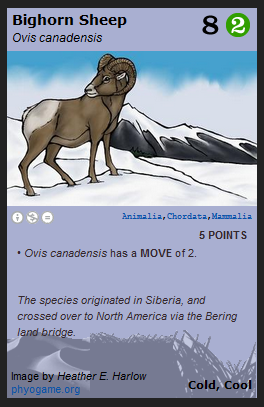 Bighorn Sheep
Ovis canadensis
8 2
Animalia, Chordata, Mammalia
5 POINTS
• Ovis canadensis has a MOVE of 2.
The species originated in Siberia, and
crossed over to North America via the Bering
land bridge.
Image by Heather E. Harlow
phyogame.org
Cold, Cool